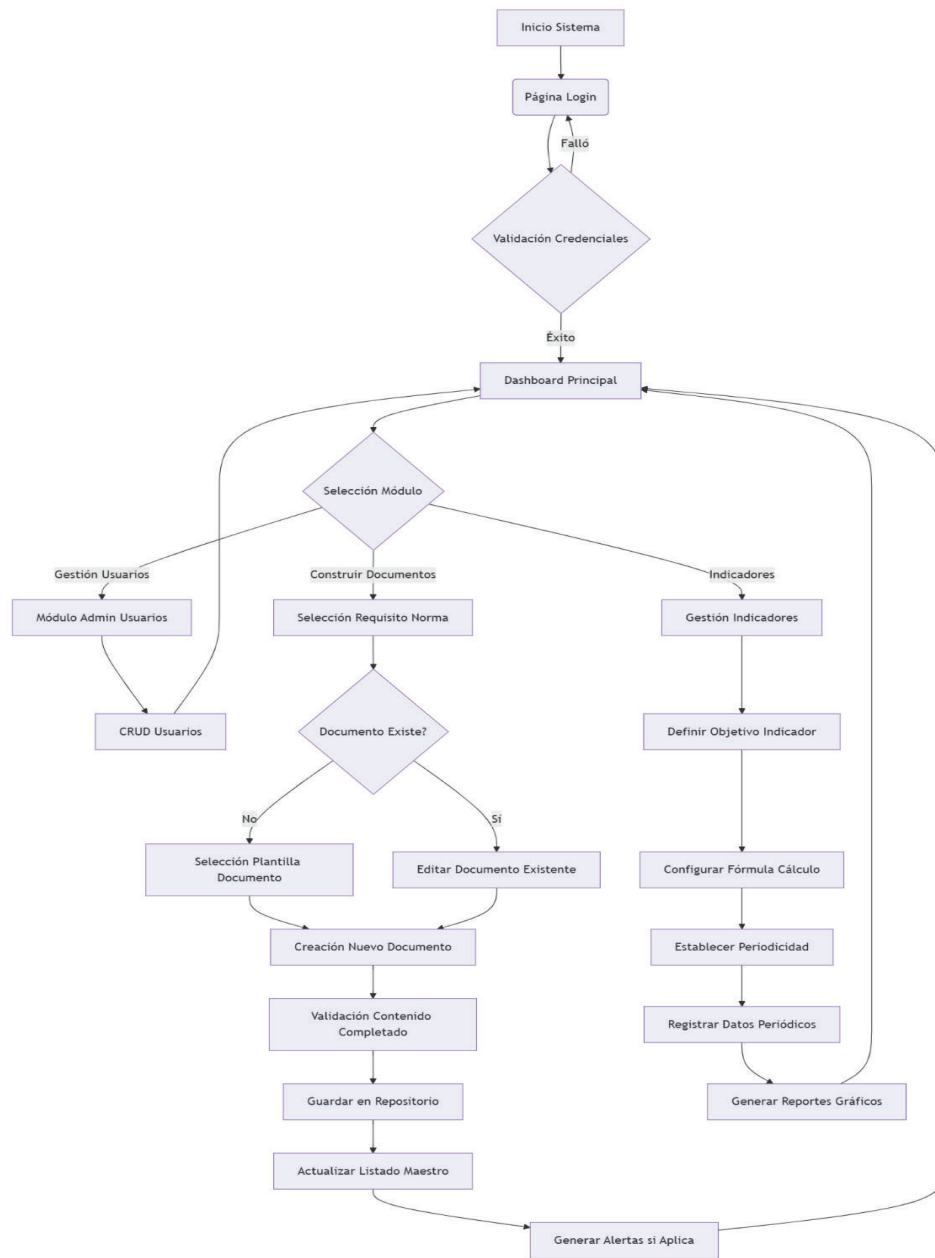 Inicio Sistema
Página Login
Falló
Validación Credenciales
Éxito
Dashboard Principal
Selección Módulo
Gestión Usuarios
Construir Documentos
Indicadores
Módulo Admin Usuarios
Selección Requisito Norma
Gestión Indicadores
CRUD Usuarios
Documento Existe?
Definir Objetivo Indicador
No
Sí
Selección Plantilla
Documento
Editar Documento Existente
Configurar Fórmula Cálculo
Creación Nuevo Documento
Establecer Periodicidad
Validación Contenido
Completado
Registrar Datos Periódicos
Guardar en Repositorio
Generar Reportes Gráficos
Actualizar Listado Maestro
Generar Alertas si Aplica